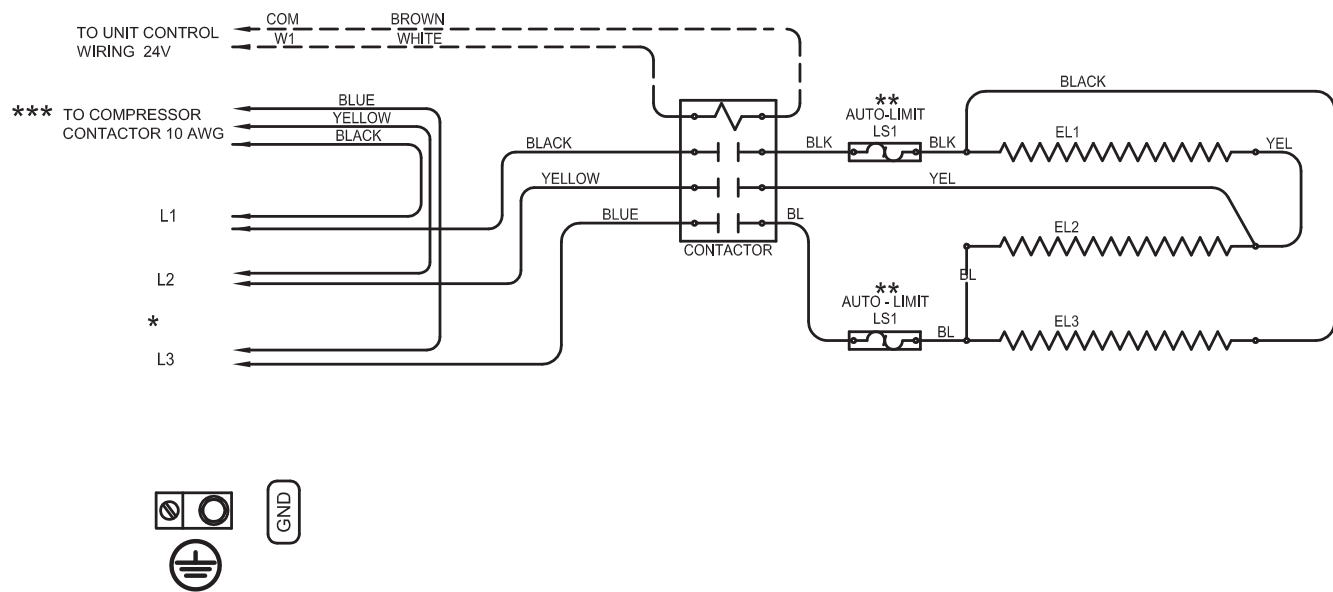 COM BROWN
TO UNIT CONTROL
WIRING 24V
W1 WHITE
*** TO COMPRESSOR
CONTACTOR 10 AWG
BLUE
YELLOW
BLACK
L1
L2
*
L3
BLACK
YELLOW
BLUE
CONTACTOR
BLK
**
AUTO-LIMIT
LS1
BLK
BLACK
EL1
YEL
YEL
BL
EL2
BL
**
AUTO - LIMIT
LS1
BL
EL3
GND